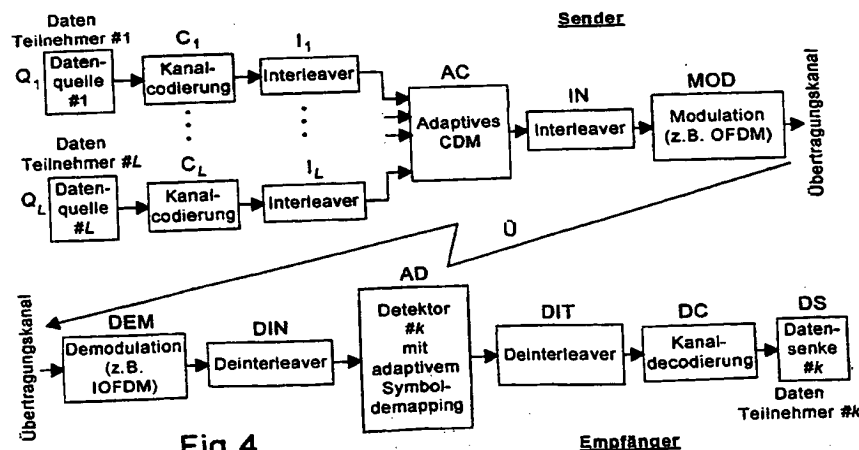 Daten
Teilnehmer #1
Sender
C1
I1
AC
IN
MOD
Q1
Daten-
quelle
#1
Kanal-
codierung
Interleaver
Adaptives
CDM
Interleaver
Modulation
(z.B. OFDM)
Übertragungskanal
Daten
Teilnehmer #L
CL
IL
QL
Daten-
quelle
#L
Kanal-
codierung
Interleaver
Ü
Übertragungskanal
DEM
DIN
AD
DIT
DC
DS
Demodulation
(z.B.
IOFDM)
Deinterleaver
Detektor
#k
mit
adaptivem
Symbol-
demapping
Deinterleaver
Kanal-
decodierung
Daten-
senke
#k
Daten
Teilnehmer #k
Fig 4
Empfänger